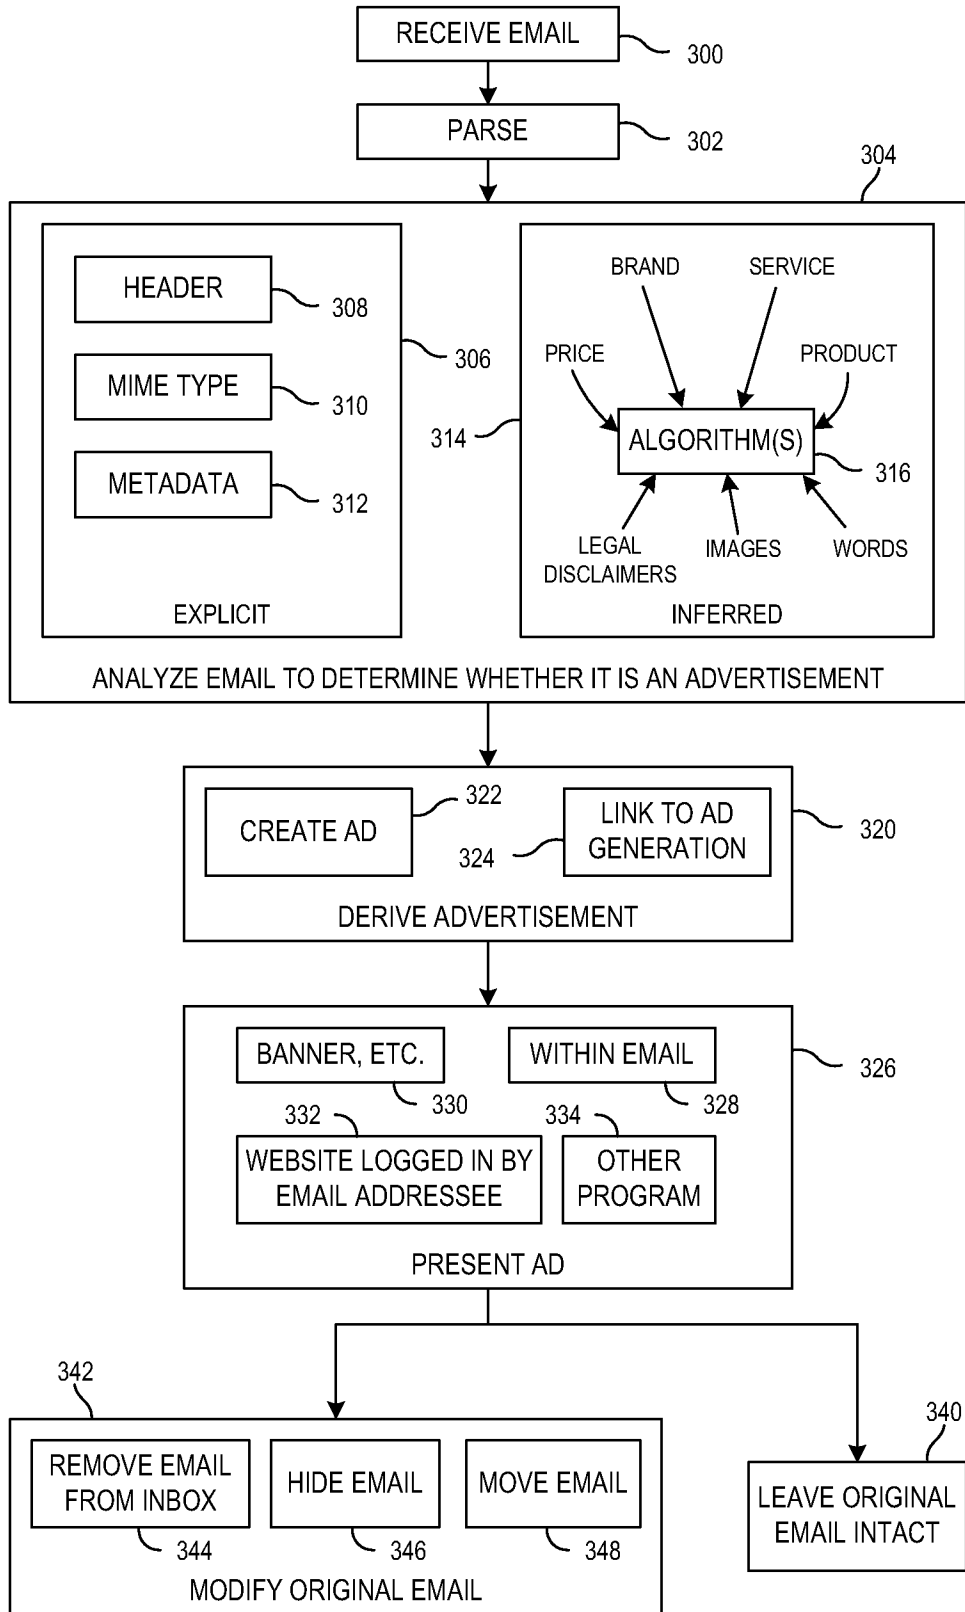 RECEIVE EMAIL
300
PARSE
302
304
HEADER
308
MIME TYPE
310
METADATA
312
306
EXPLICIT
BRAND
SERVICE
PRICE
PRODUCT
314
ALGORITHM(S)
316
LEGAL
DISCLAIMERS
IMAGES
WORDS
INFERRED
ANALYZE EMAIL TO DETERMINE WHETHER IT IS AN ADVERTISEMENT
CREATE AD
322
LINK TO AD
GENERATION
324
320
DERIVE ADVERTISEMENT
BANNER, ETC.
330
WITHIN EMAIL
328
326
332
WEBSITE LOGGED IN BY
EMAIL ADDRESSEE
334
OTHER
PROGRAM
PRESENT AD
342
REMOVE EMAIL
FROM INBOX
344
HIDE EMAIL
346
MOVE EMAIL
348
MODIFY ORIGINAL EMAIL
340
LEAVE ORIGINAL
EMAIL INTACT